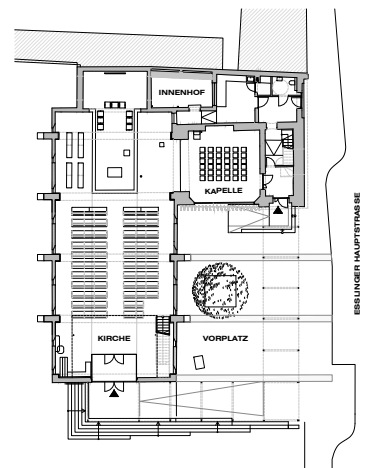 INNENHOF
KAPELLE
ESSLINGER HAUPTSTRASSE
KIRCHE
VORPLATZ